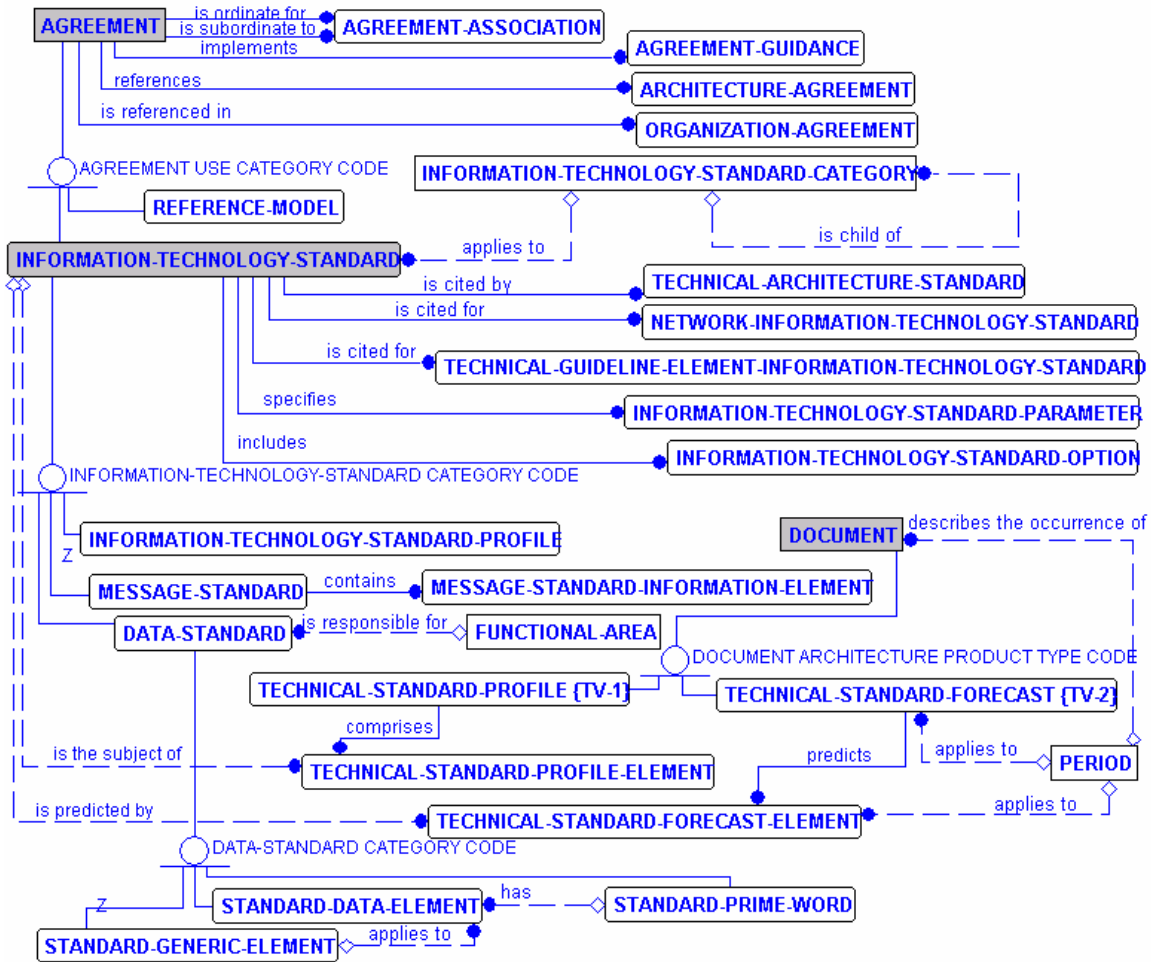 is ordinate for
AGREEMENT
is subordinate to
AGREEMENT-ASSOCIATION
implements
AGREEMENT-GUIDANCE
references
ARCHITECTURE-AGREEMENT
is referenced in
ORGANIZATION-AGREEMENT
AGREEMENT USE CATEGORY CODE
INFORMATION-TECHNOLOGY-STANDARD-CATEGORY
REFERENCE-MODEL
is child of
applies to
INFORMATION-TECHNOLOGY-STANDARD
is cited by
TECHNICAL-ARCHITECTURE-STANDARD
is cited for
NETWORK-INFORMATION-TECHNOLOGY-STANDARD
is cited for
TECHNICAL-GUIDELINE-ELEMENT-INFORMATION-TECHNOLOGY-STANDARD
specifies
INFORMATION-TECHNOLOGY-STANDARD-PARAMETER
includes
INFORMATION-TECHNOLOGY-STANDARD-OPTION
INFORMATION-TECHNOLOGY-STANDARD CATEGORY CODE
describes the occurrence of
DOCUMENT
INFORMATION-TECHNOLOGY-STANDARD-PROFILE
Z
MESSAGE-STANDARD
contains
MESSAGE-STANDARD-INFORMATION-ELEMENT
DATA-STANDARD
is responsible for
FUNCTIONAL-AREA
DOCUMENT ARCHITECTURE PRODUCT TYPE CODE
TECHNICAL-STANDARD-PROFILE {TV-1}
TECHNICAL-STANDARD-FORECAST {TV-2}
comprises
is the subject of
predicts
applies to
PERIOD
TECHNICAL-STANDARD-PROFILE-ELEMENT
is predicted by
applies to
TECHNICAL-STANDARD-FORECAST-ELEMENT
DATA-STANDARD CATEGORY CODE
Z
STANDARD-DATA-ELEMENT
has
STANDARD-PRIME-WORD
applies to
STANDARD-GENERIC-ELEMENT